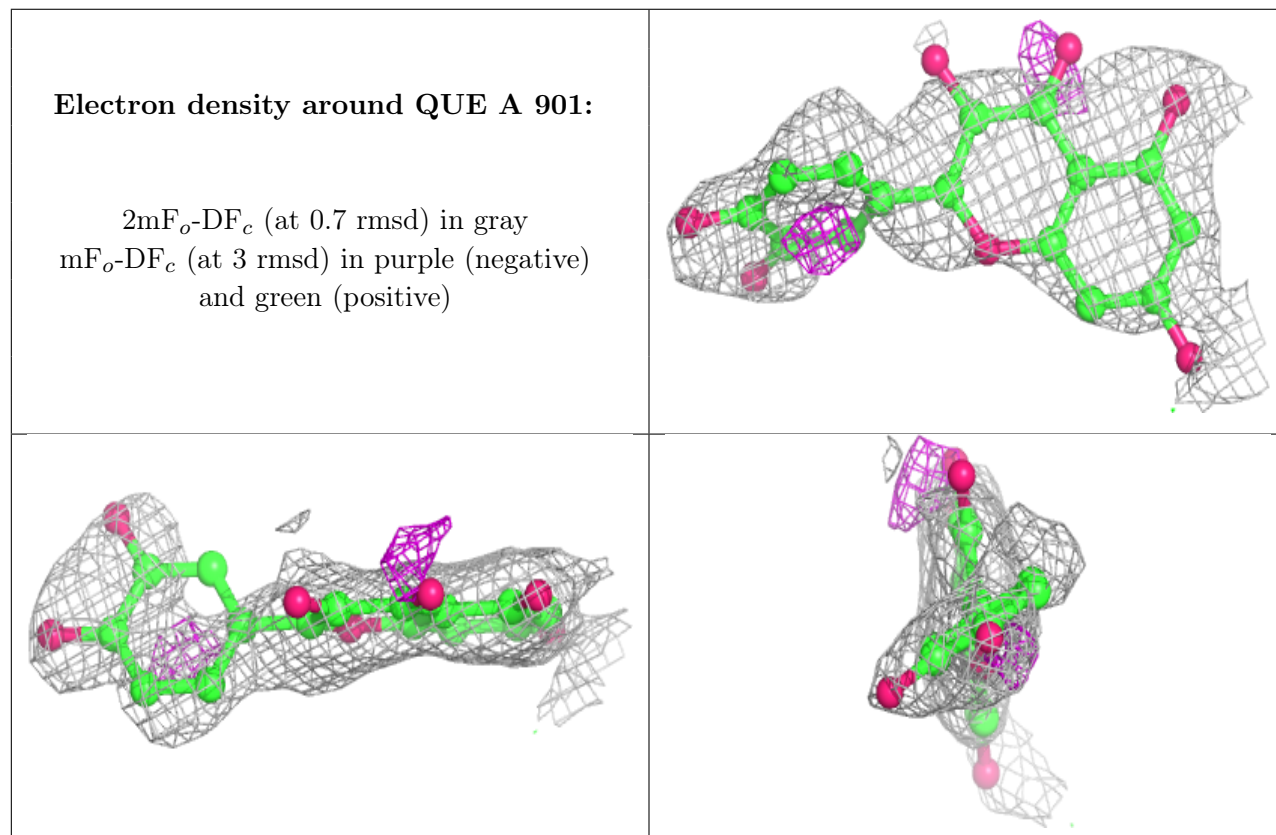 Electron density around QUE A 901:
2mFo-DFc (at 0.7 rmsd) in gray
mFo-DFc (at 3 rmsd) in purple (negative)
and green (positive)